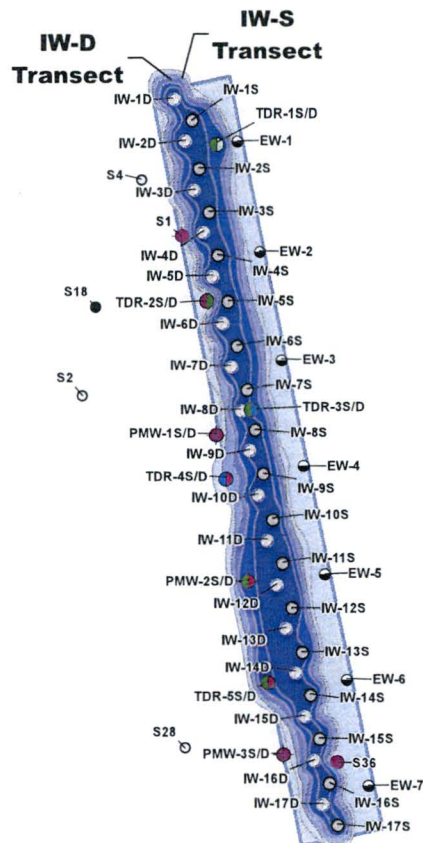 IW-S
Transect
IW-D
Transect
IW-1D
IW-1S
TDR-1S/D
IW-2D
EW-1
IW-2S
S4
IW-3D
IW-3S
S1
IW-4D
EW-2
IW-4S
IW-5D
S18
TDR-2S/D
IW-5S
IW-6D
IW-6S
EW-3
IW-7D
IW-7S
S2
IW-8D
TDR-3S/D
IW-8S
PMW-1S/D
IW-9D
EW-4
TDR-4S/D
IW-9S
IW-10D
IW-10S
IW-11D
IW-11S
EW-5
PMW-2S/D
IW-12D
IW-12S
IW-13D
IW-13S
IW-14D
EW-6
TDR-5S/D
IW-14S
IW-15D
S28
IW-15S
PMW-3S/D
S36
IW-16D
EW-7
IW-16S
IW-17D
IW-17S